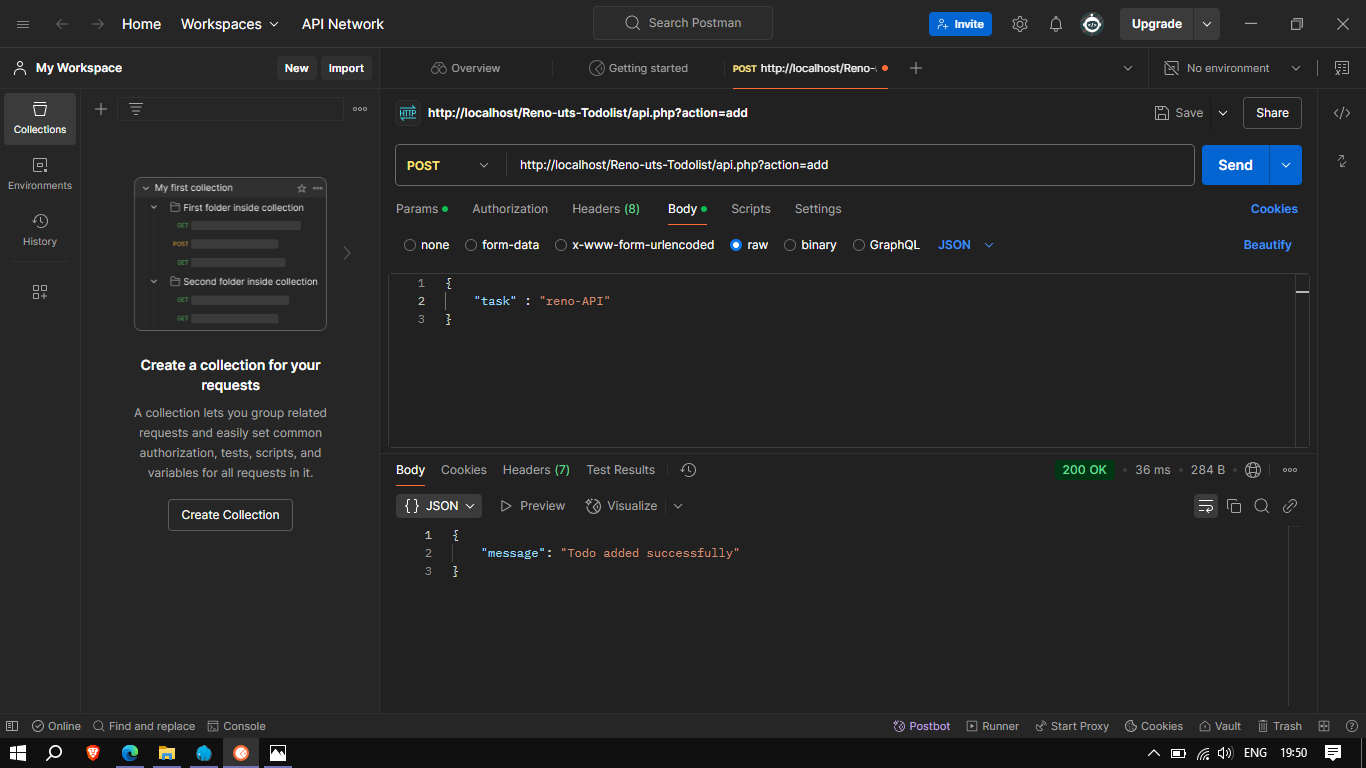 Home Workspaces API Network Search Postman Invite Upgrade
My Workspace New Import Overview Getting started POST http://localhost/Reno- No environment
Collections
Environments
History
My first collection
First folder inside collection
GET
POST
GET
Second folder inside collection
GET
GET
Create a collection for your
requests
A collection lets you group related
requests and easily set common
authorization, tests, scripts, and
variables for all requests in it.
Create Collection
HTTP http://localhost/Reno-uts-Todolist/api.php?action=add Save Share
POST http://localhost/Reno-uts-Todolist/api.php?action=add Send
Params Authorization Headers (8) Body Scripts Settings Cookies
none form-data x-www-form-urlencoded raw binary GraphQL JSON Beautify
1 {
2 "task" : "reno-API"
3 }
Body Cookies Headers (7) Test Results 200 OK 36 ms 284 B
{} JSON Preview Visualize
1 {
2 "message": "Todo added successfully"
3 }
Online Find and replace Console Postbot Runner Start Proxy Cookies Vault Trash
ENG 19:50